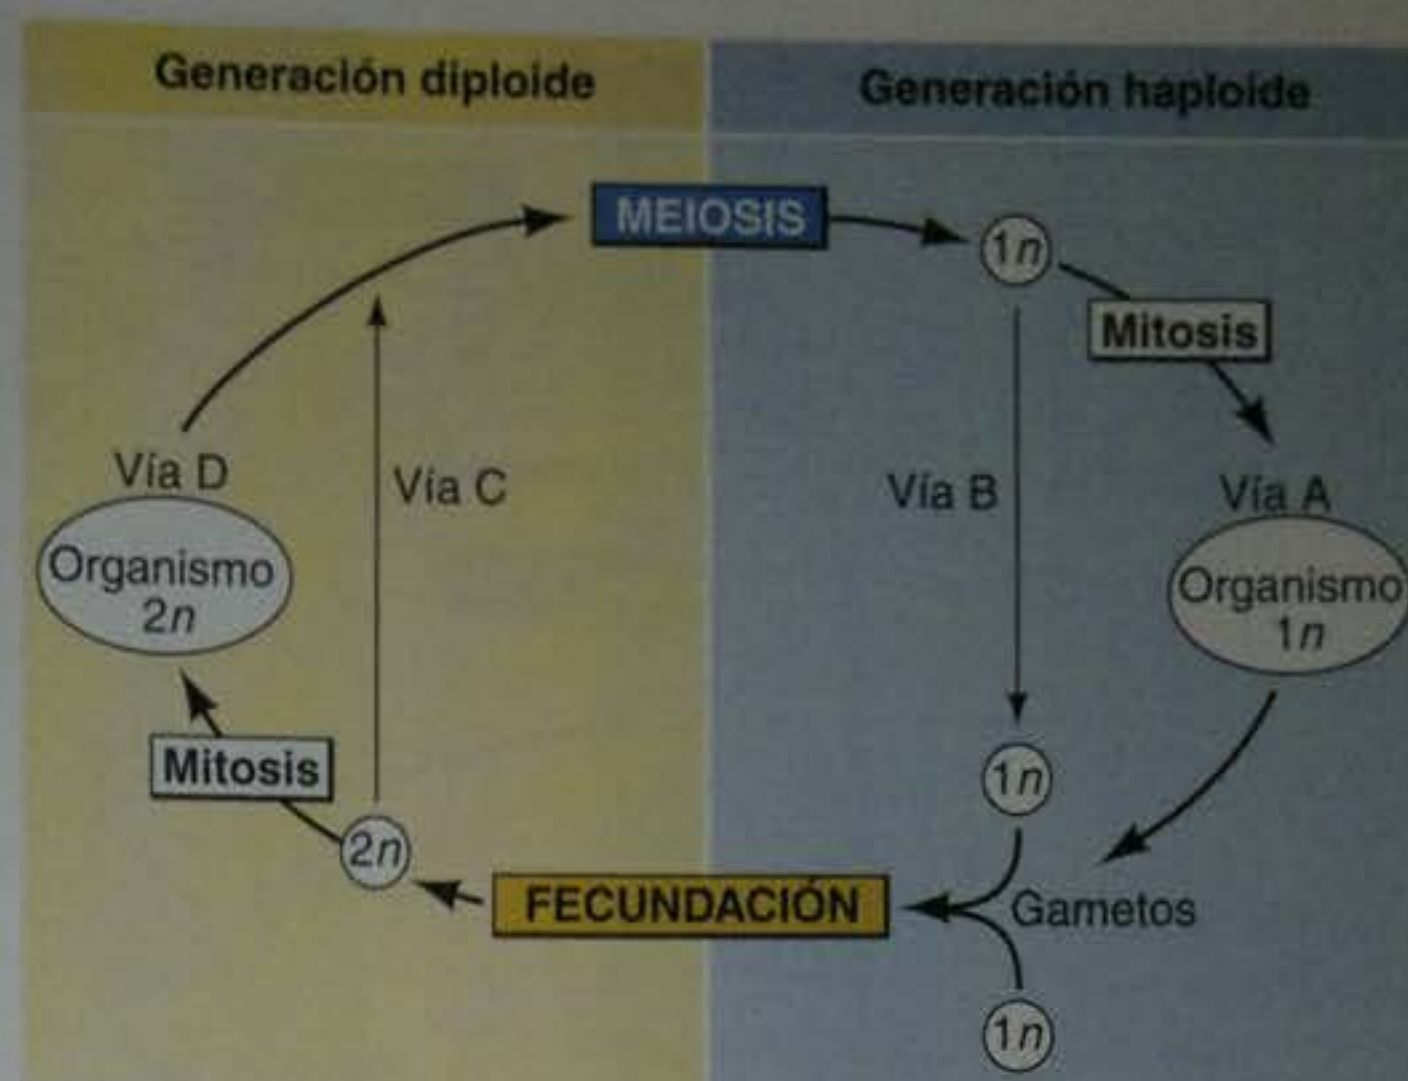 Generación diploide
Generación haploide
MEIOSIS
1n
Mitosis
Vía D
Vía C
Vía B
Vía A
Organismo
2n
Organismo
1n
Mitosis
1n
2n
FECUNDACIÓN
Gametos
1n